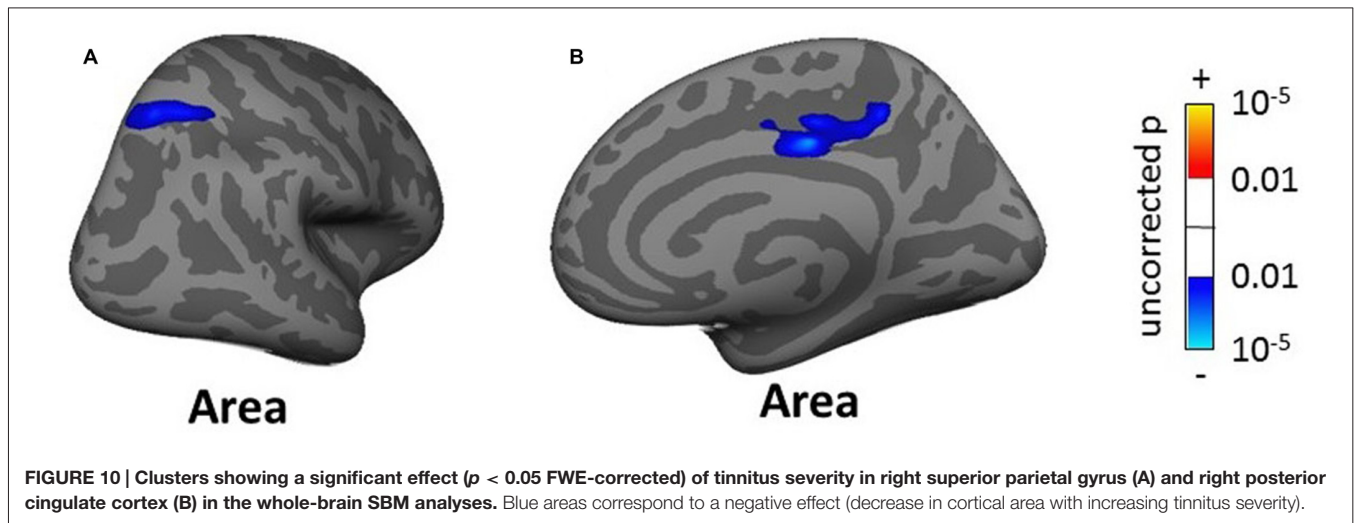 A
B
Area
Area
uncorrected p
+
10-5
0.01
0.01
10-5
-
FIGURE 10 | Clusters showing a significant effect (p < 0.05 FWE-corrected) of tinnitus severity in right superior parietal gyrus (A) and right posterior
cingulate cortex (B) in the whole-brain SBM analyses. Blue areas correspond to a negative effect (decrease in cortical area with increasing tinnitus severity).